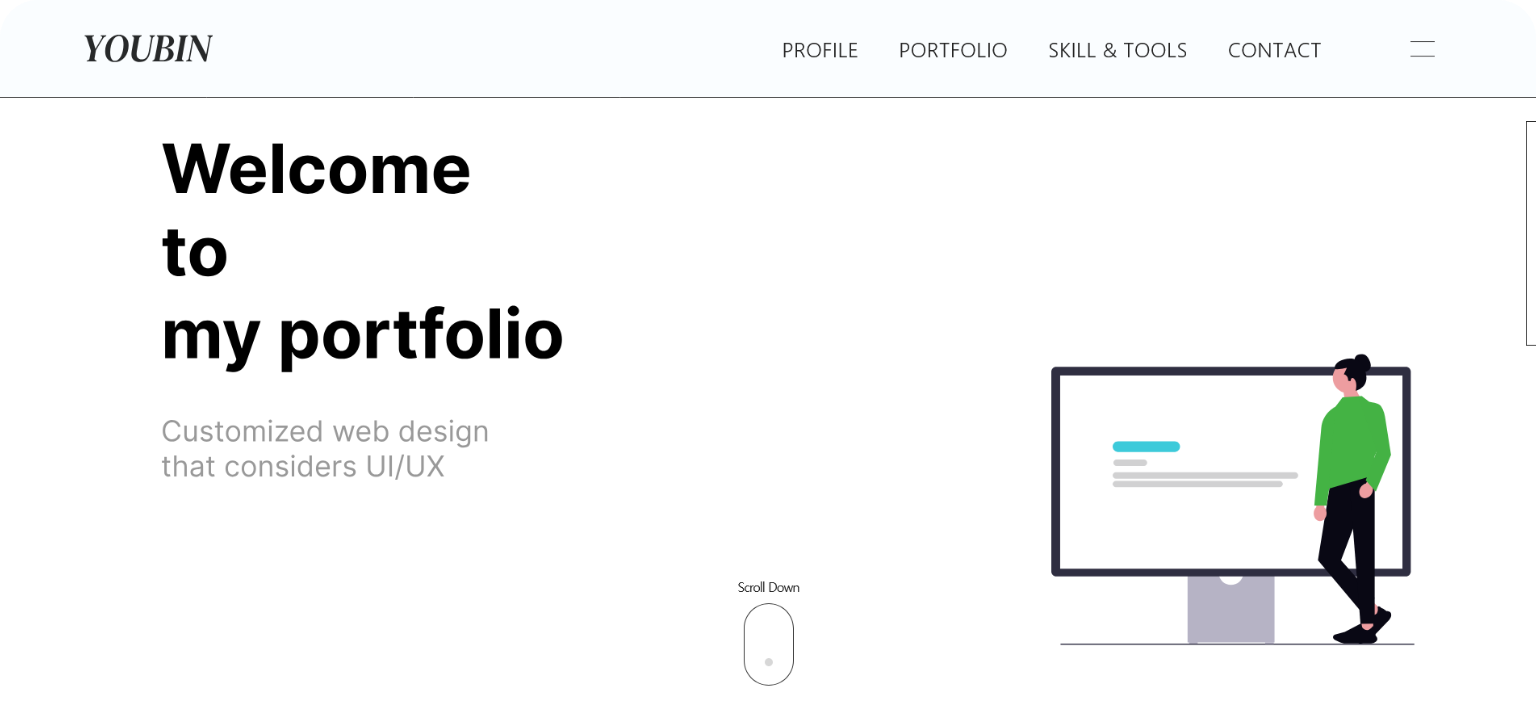 YOUBIN
PROFILE PORTFOLIO SKILL & TOOLS CONTACT
Welcome
to
my portfolio
Customized web design
that considers UI/UX
Scroll Down